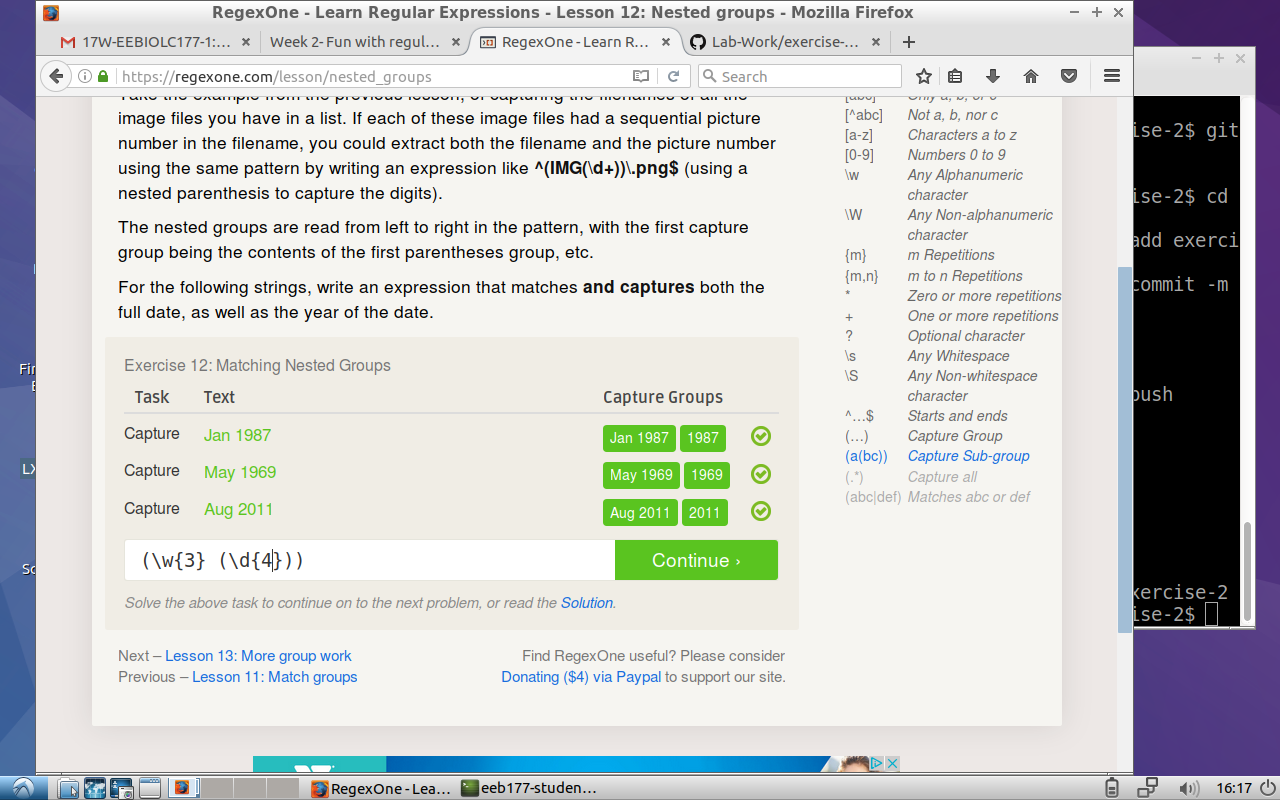 RegexOne - Learn Regular Expressions - Lesson 12: Nested groups - Mozilla Firefox
17W-EEBIOLC177-1:... Week 2- Fun with regul... RegexOne - Learn R... Lab-Work/exercise-...
https://regexone.com/lesson/nested_groups
Search
image files you have in a list. If each of these image files had a sequential picture
number in the filename, you could extract both the filename and the picture number
using the same pattern by writing an expression like ^(IMG(\d+))\.png$ (using a
nested parenthesis to capture the digits).
The nested groups are read from left to right in the pattern, with the first capture
group being the contents of the first parentheses group, etc.
For the following strings, write an expression that matches and captures both the
full date, as well as the year of the date.
Exercise 12: Matching Nested Groups
Task Text Capture Groups
Capture Jan 1987 Jan 1987 1987
Capture May 1969 May 1969 1969
Capture Aug 2011 Aug 2011 2011
(\w{3} (\d{4}))
Continue ›
Solve the above task to continue on to the next problem, or read the Solution.
Next – Lesson 13: More group work
Previous – Lesson 11: Match groups
Find RegexOne useful? Please consider
Donating ($4) via Paypal to support our site.
[^abc] Not a, b, nor c
[a-z] Characters a to z
[0-9] Numbers 0 to 9
\w Any Alphanumeric
character
\W Any Non-alphanumeric
character
{m} m Repetitions
{m,n} m to n Repetitions
* Zero or more repetitions
+ One or more repetitions
? Optional character
\s Any Whitespace
\S Any Non-whitespace
character
^…$ Starts and ends
(…) Capture Group
(a(bc)) Capture Sub-group
(.*) Capture all
(abc|def) Matches abc or def
ise-2$ git
ise-2$ cd
add exerci
commit -m
push
xercise-2
ise-2$
LX
RegexOne - Lea...
eeb177-studen...
16:17